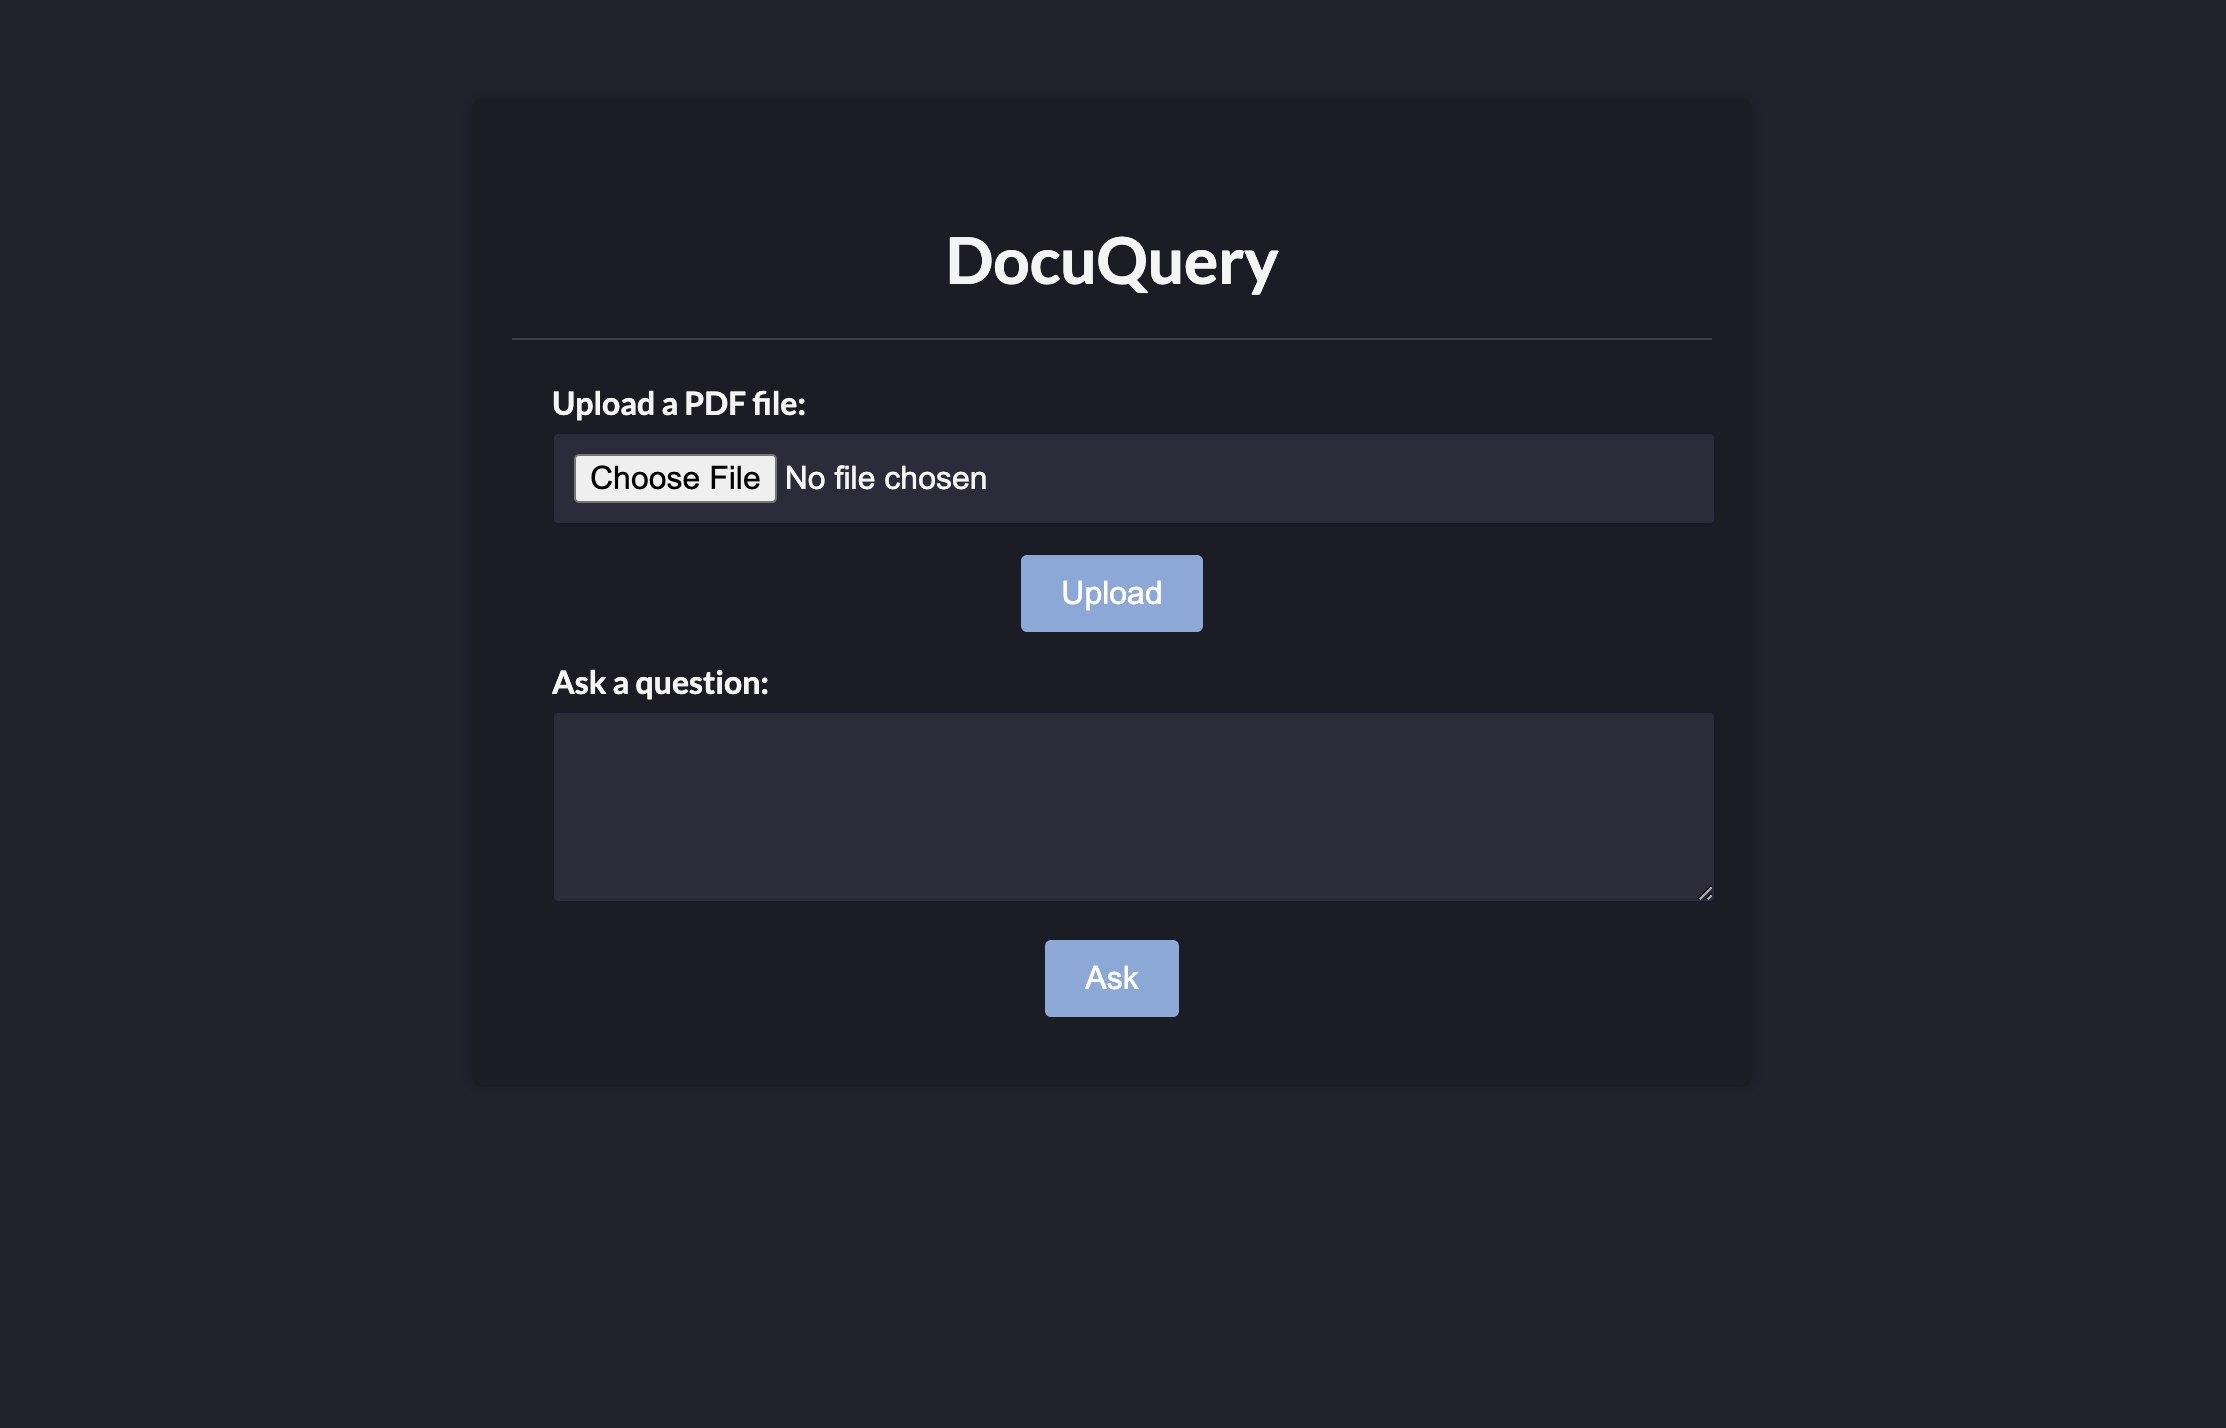 DocuQuery
Upload a PDF file:
Choose File No file chosen
Upload
Ask a question:
Ask